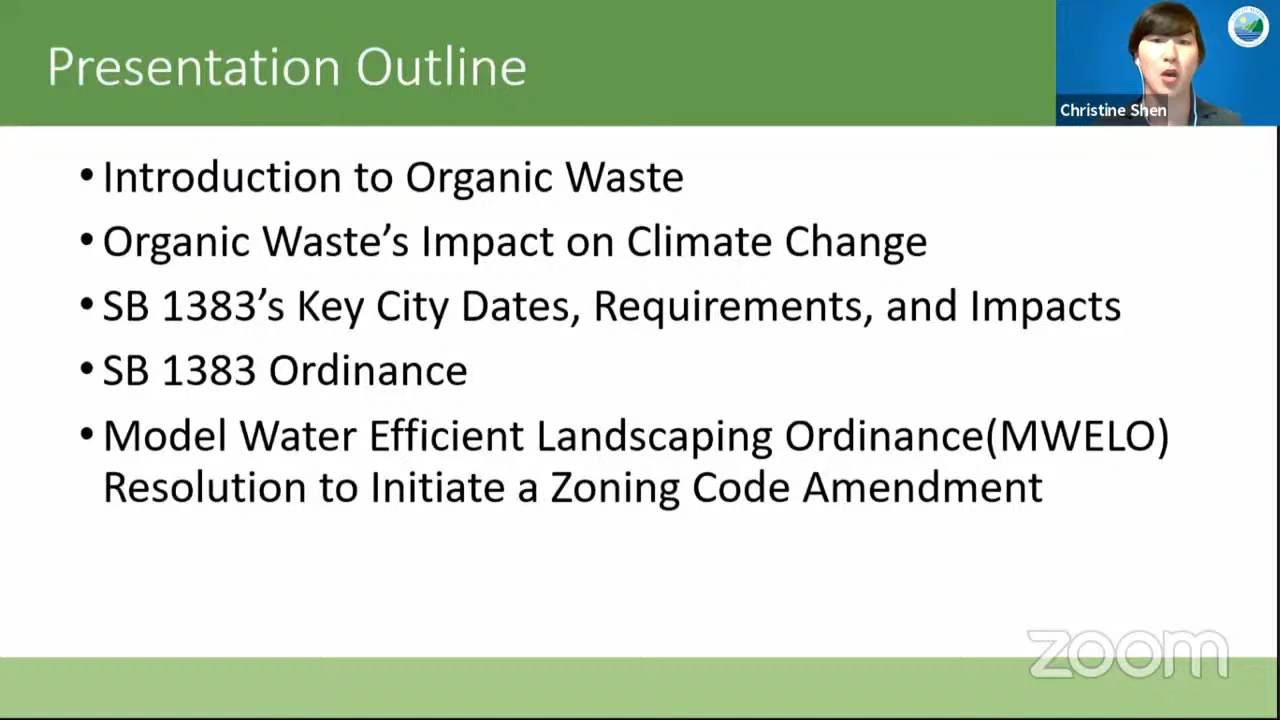 Presentation Outline
Christine Shen
• Introduction to Organic Waste
• Organic Waste’s Impact on Climate Change
• SB 1383’s Key City Dates, Requirements, and Impacts
• SB 1383 Ordinance
• Model Water Efficient Landscaping Ordinance(MWELO)
Resolution to Initiate a Zoning Code Amendment
zoom